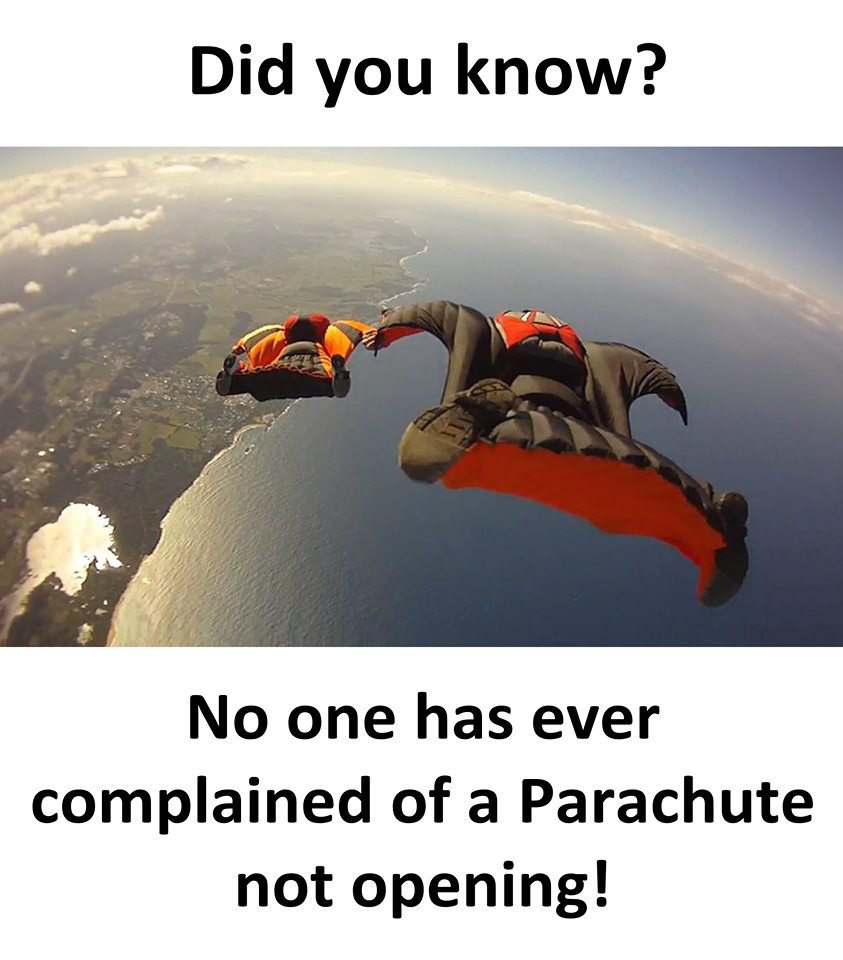 Did you know?
No one has ever
complained of a Parachute
not opening!